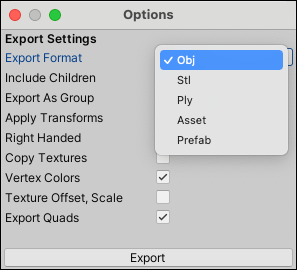 Options
Export Settings
Export Format
Obj
Include Children
Stl
Export As Group
Ply
Apply Transforms
Asset
Right Handed
Prefab
Copy Textures
Vertex Colors
Texture Offset, Scale
Export Quads
Export